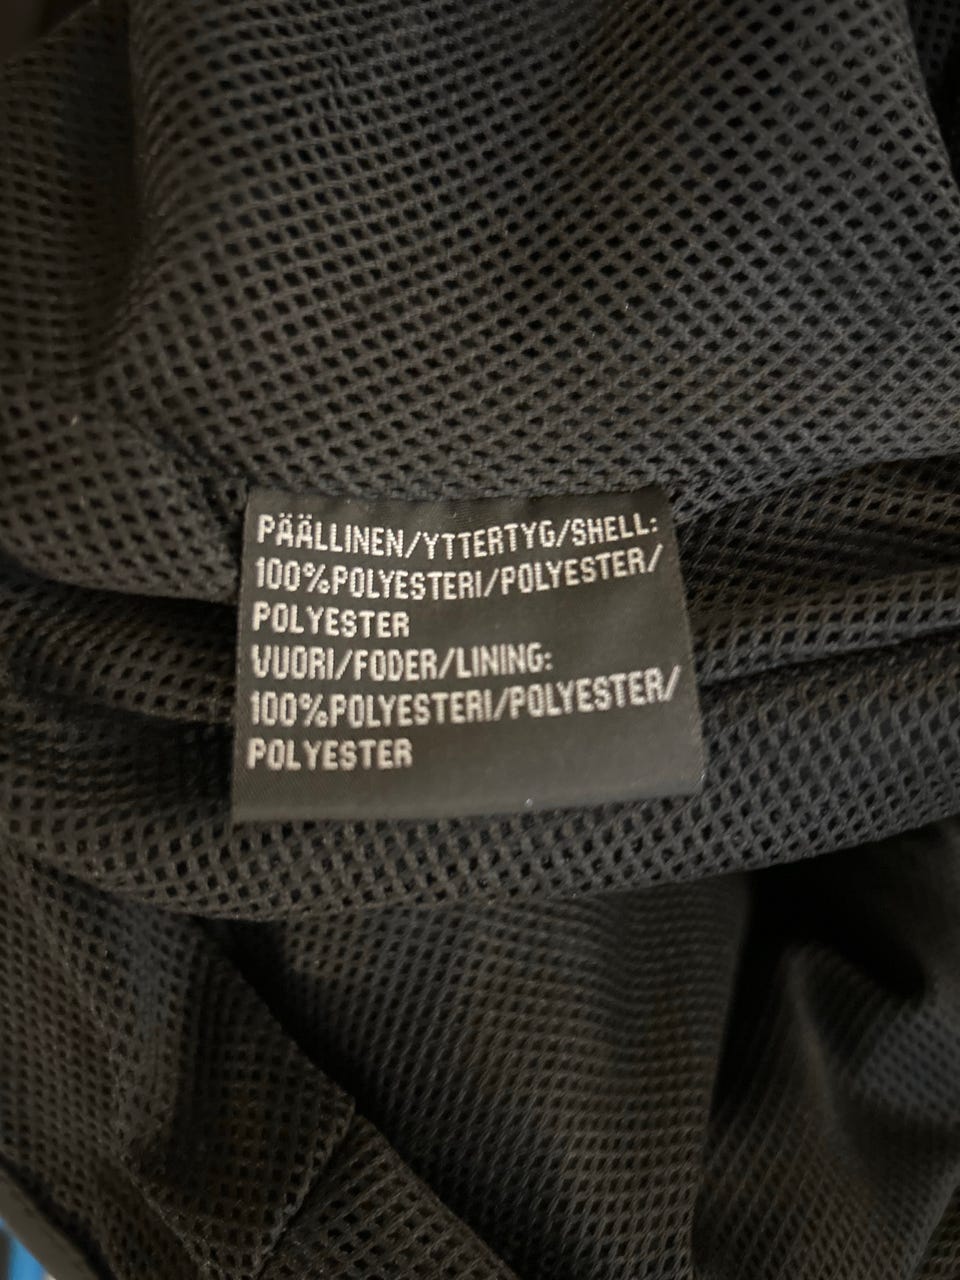 PÄÄLLINEN/YTTERTYG/SHELL:
100%POLYESTERI/POLYESTER/
POLYESTER
VUORI/FODER/LINING:
100%POLYESTERI/POLYESTER/
POLYESTER